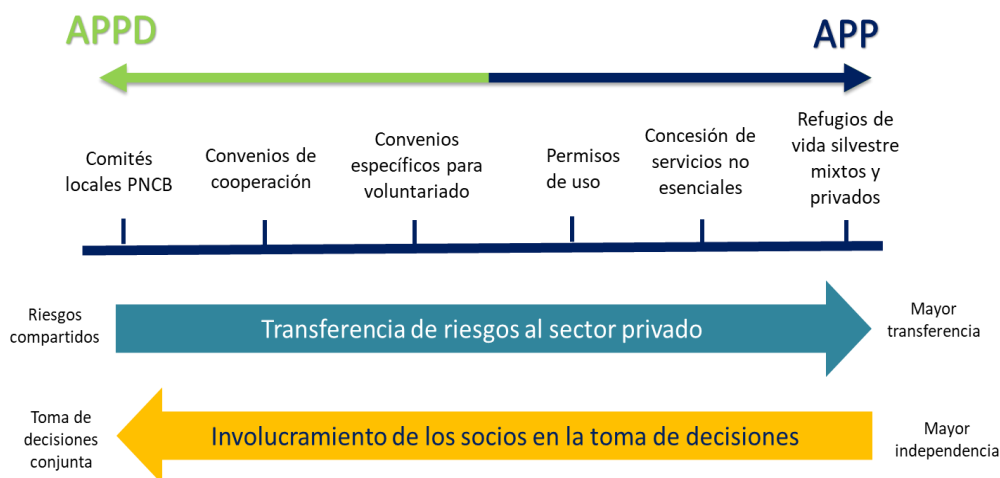 APPD
APP
Comités
locales PNCB
Convenios de
cooperación
Convenios
específicos para
voluntariado
Permisos
de uso
Concesión de
servicios no
esenciales
Refugios de
vida silvestre
mixtos y
privados
Riesgos
compartidos
Transferencia de riesgos al sector privado
Mayor
transferencia
Toma de
decisiones
conjunta
Involucramiento de los socios en la toma de decisiones
Mayor
independencia